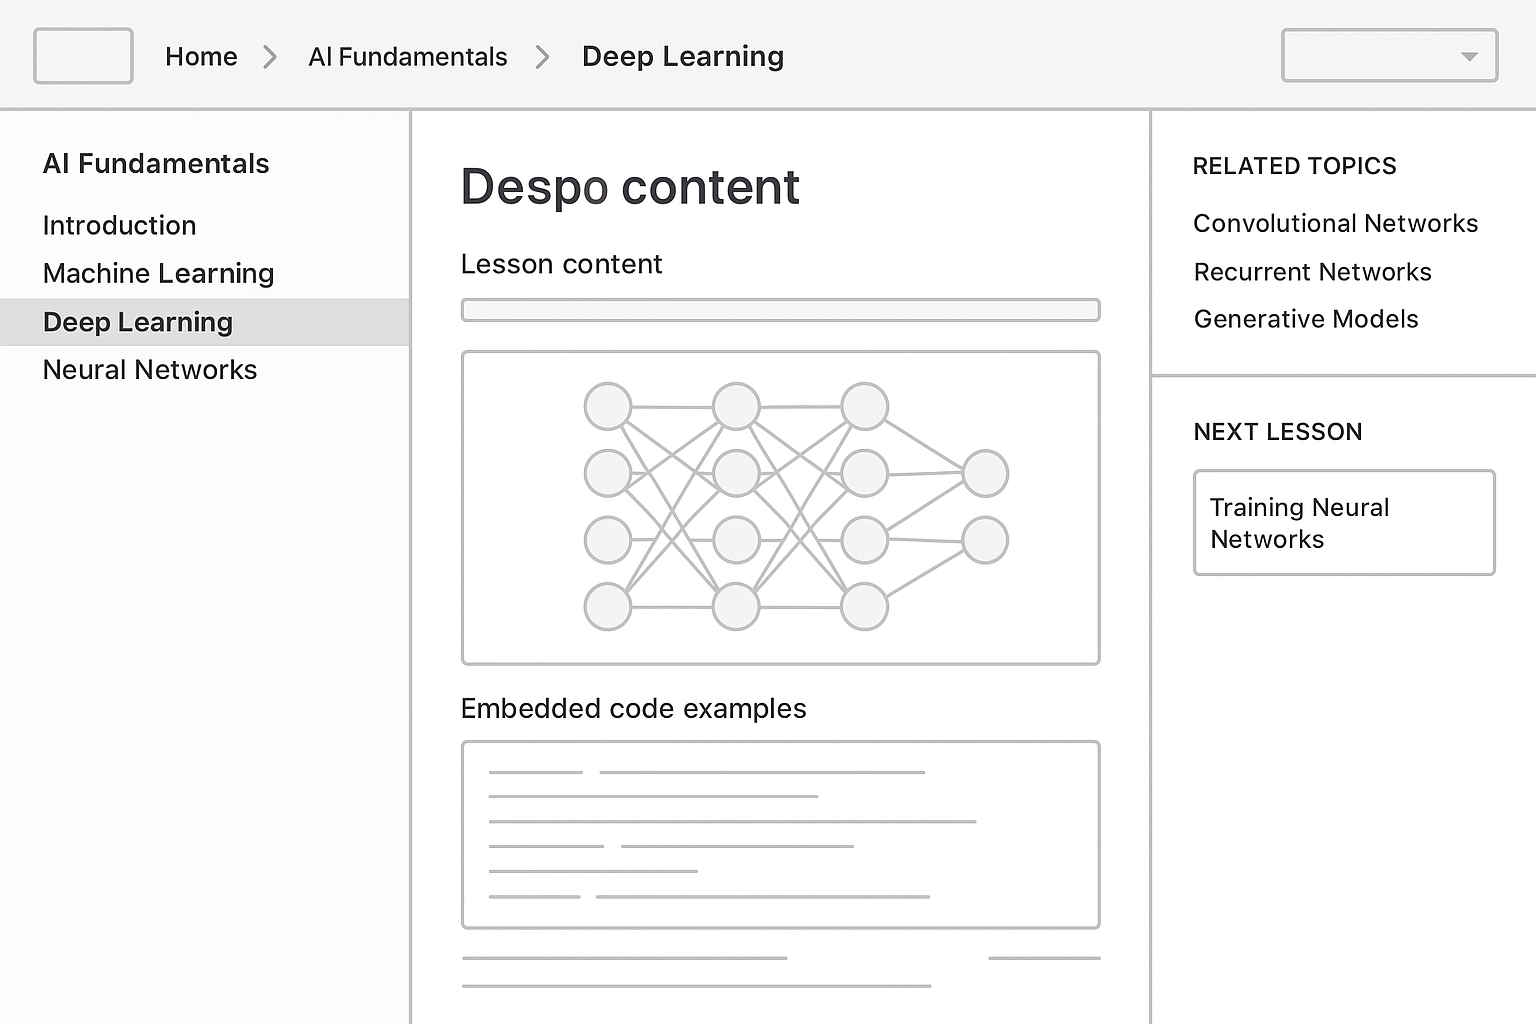 Home
AI Fundamentals
Deep Learning
AI Fundamentals
Introduction
Machine Learning
Deep Learning
Neural Networks
Despo content
Lesson content
Embedded code examples
RELATED TOPICS
Convolutional Networks
Recurrent Networks
Generative Models
NEXT LESSON
Training Neural
Networks